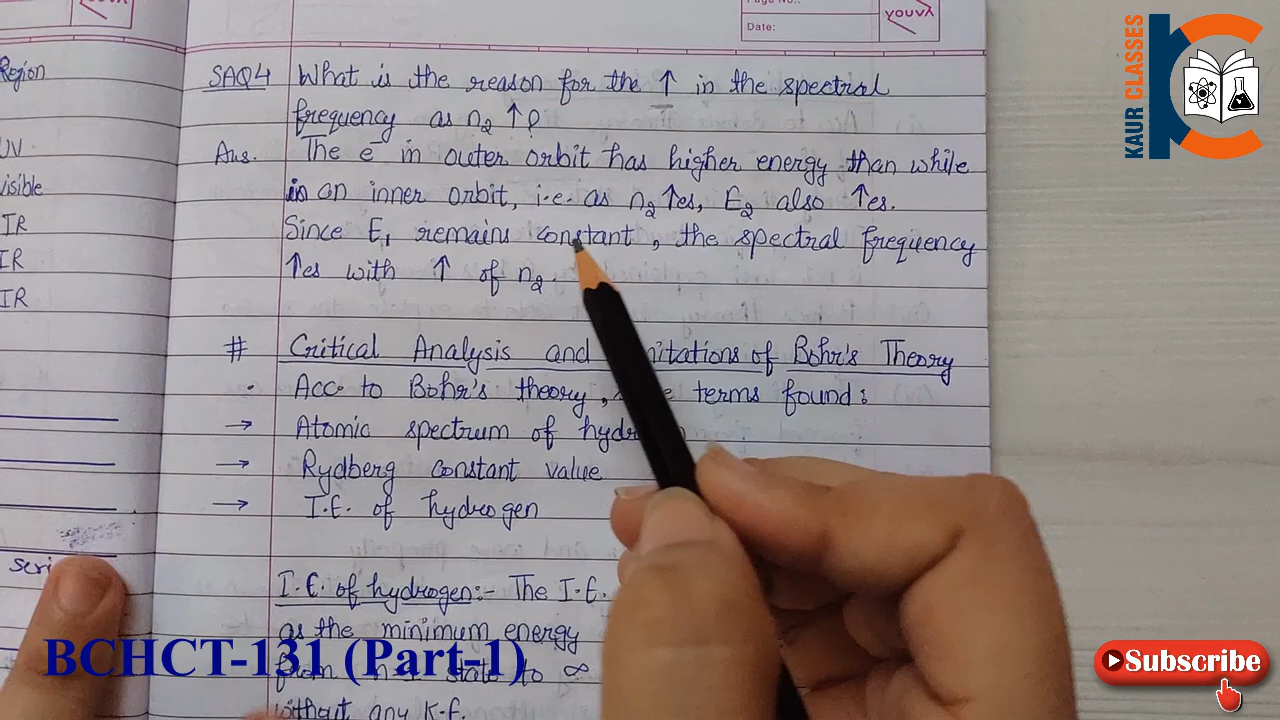 Page No.:
Date:
YOUVA
Region
UV
Visible
IR
IR
IR
SAQ4 What is the reason for the ↑ in the spectral
frequency as n₂ ↑?
Ans. The e⁻ in outer orbit has higher energy than while
in an inner orbit, i.e. as n₂ ↑es, E₂ also ↑es.
Since E₁ remains constant, the spectral frequency
↑es with ↑ of n₂.
# Critical Analysis and of Bohr's Theory
• Acc. to Bohr's theory, terms found:
→ Atomic spectrum of
→ Rydberg constant value
→ I.E. of hydrogen
I.E. of hydrogen:- The I.E.
as the minimum energy
from state to ∞
without any K.E.
KAUR CLASSES
BCHCT-131 (Part-1)
Subscribe